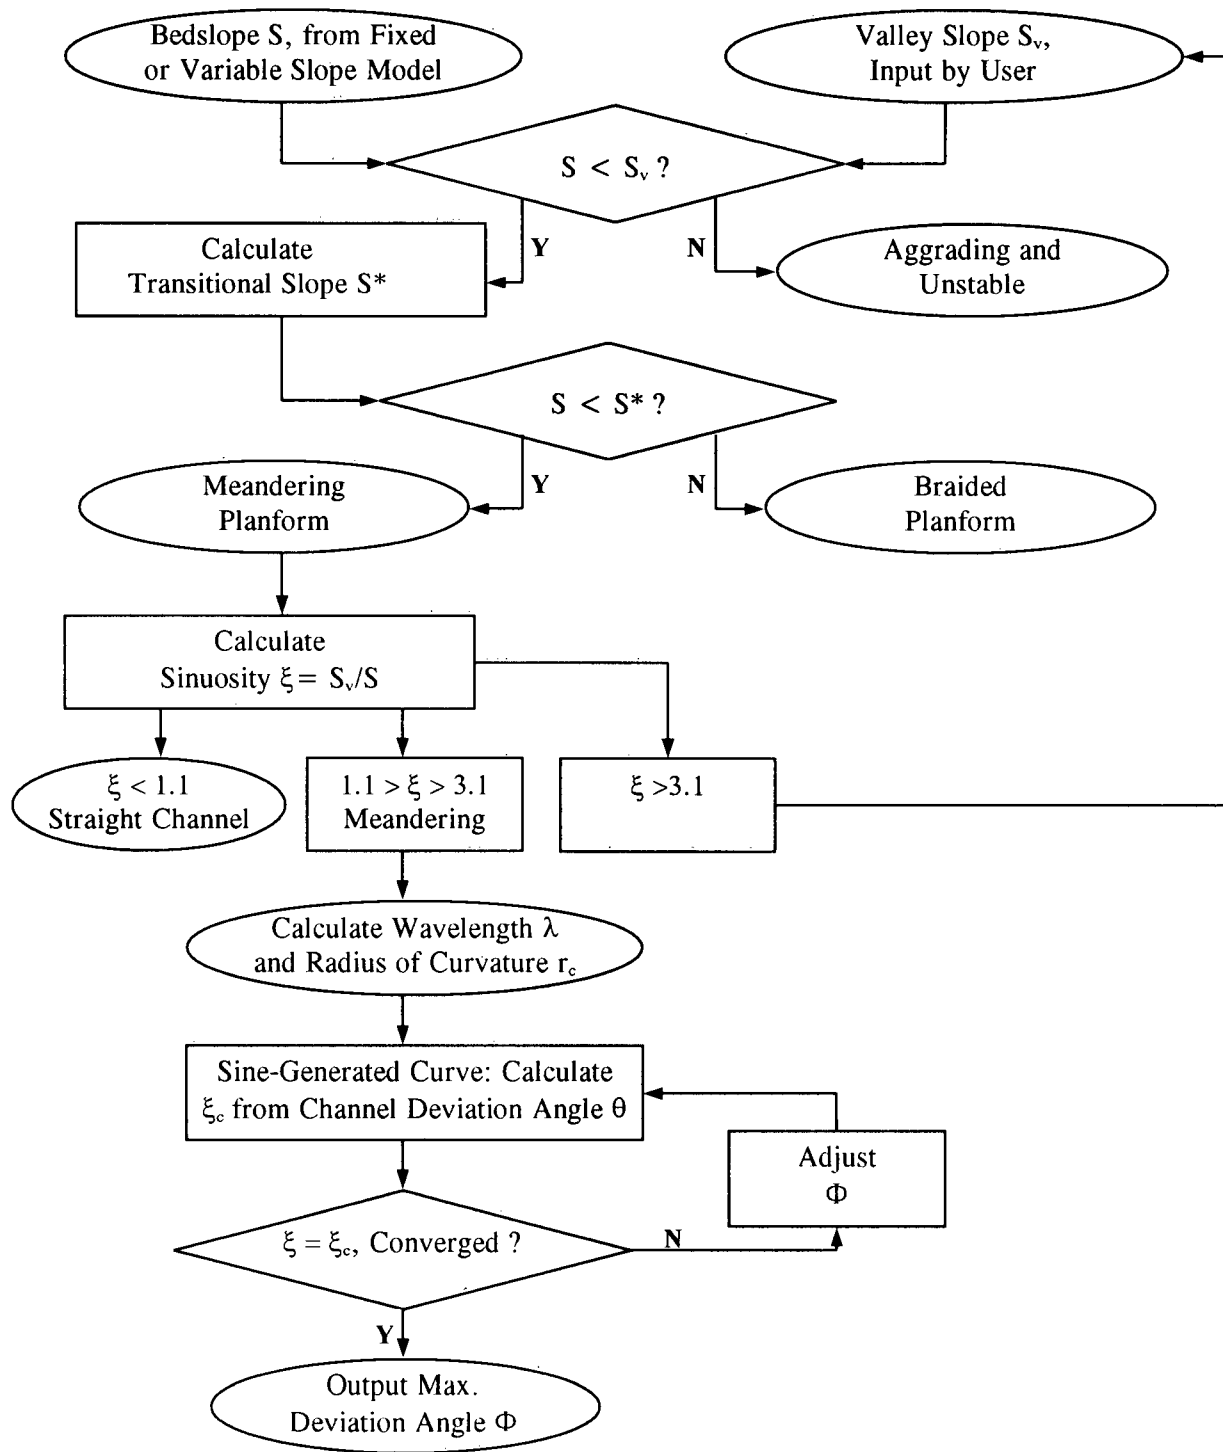 Bedslope S, from Fixed
or Variable Slope Model
Valley Slope Sᵥ,
Input by User
S < Sᵥ ?
Y
N
Calculate
Transitional Slope S*
Aggrading and
Unstable
S < S* ?
Y
N
Meandering
Planform
Braided
Planform
Calculate
Sinuosity ξ = Sᵥ/S
ξ < 1.1
Straight Channel
1.1 > ξ > 3.1
Meandering
ξ >3.1
Calculate Wavelength λ
and Radius of Curvature r_c
Sine-Generated Curve: Calculate
ξ_c from Channel Deviation Angle θ
Adjust
Φ
ξ = ξ_c, Converged ?
N
Y
Output Max.
Deviation Angle Φ